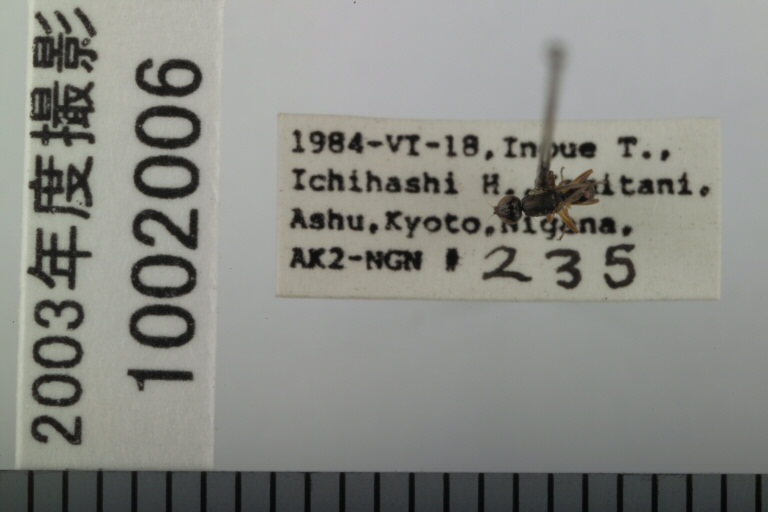 2003年度撮影
1002006
1984-VI-18, Inoue T.,
Ichihashi H.
Ashu, Kyoto, Nigana,
AK2-NGN # 235